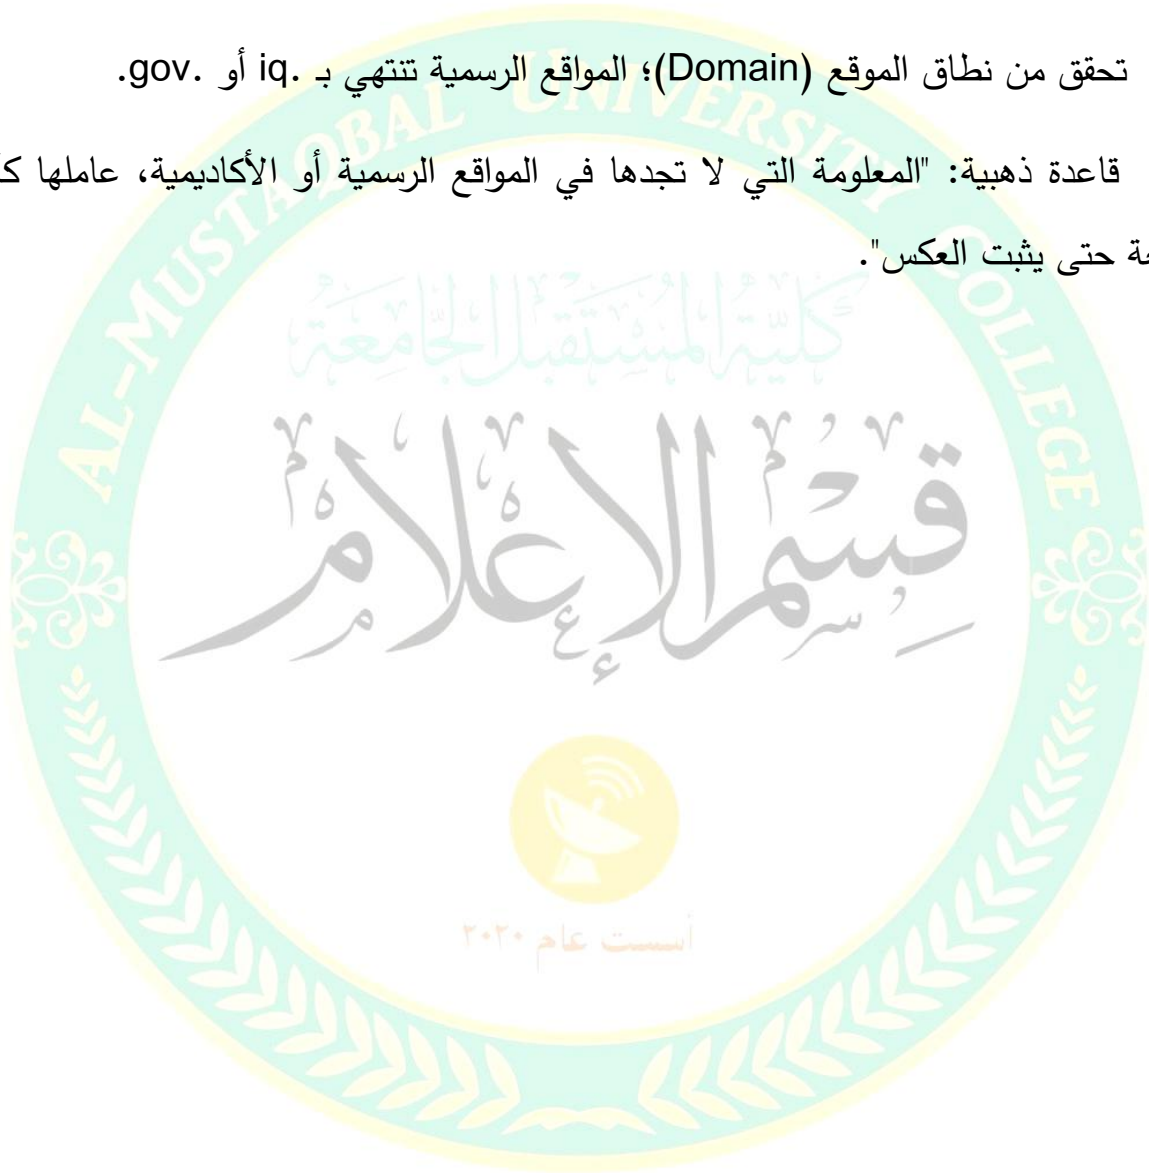 تحقق من نطاق الموقع (Domain)؛ المواقع الرسمية تنتهي بـ .iq أو .gov.
قاعدة ذهبية: "المعلومة التي لا تجدها في المواقع الرسمية أو الأكاديمية، عاملها
حتى يثبت العكس".
AL-MUSTAQBAL UNIVERSITY COLLEGE
كلية المستقبل الجامعة
قسم الإعلام
أسست عام ٢٠٢٠